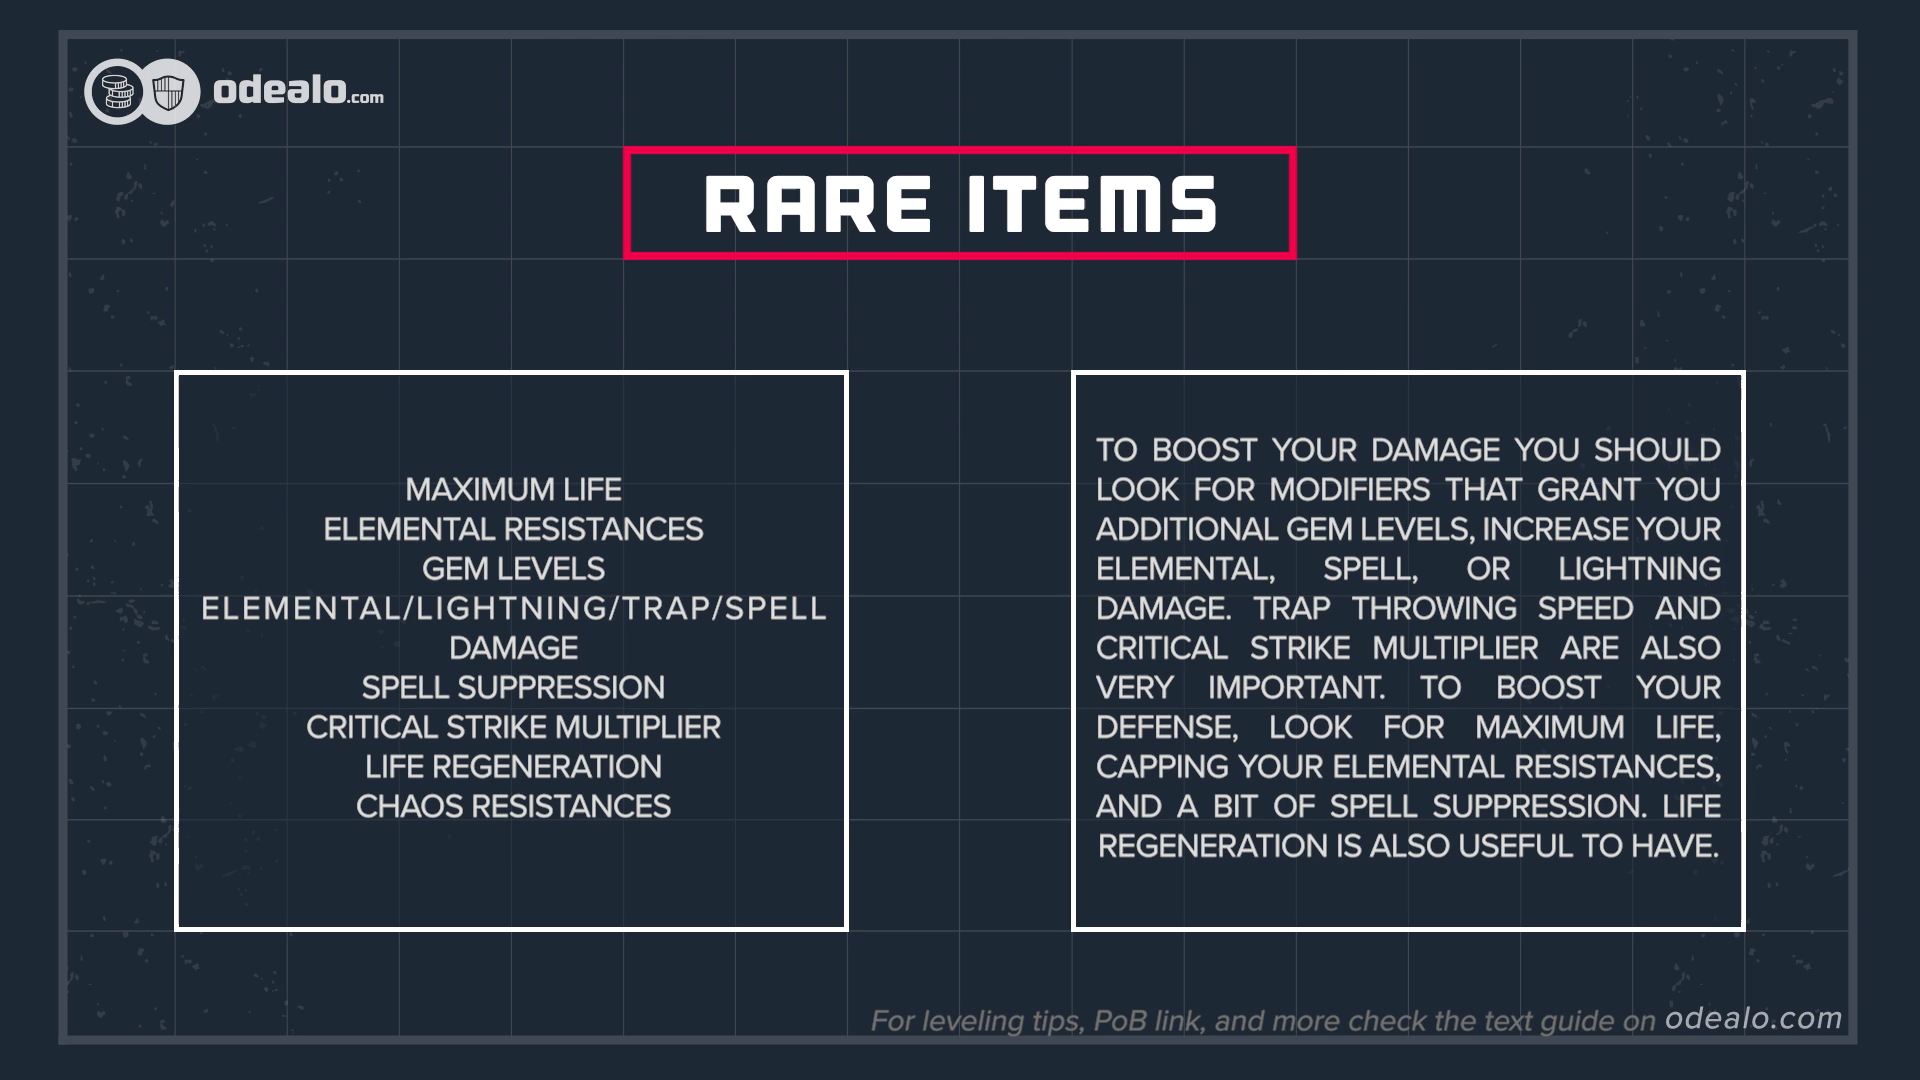 odealo.com
RARE ITEMS
MAXIMUM LIFE
ELEMENTAL RESISTANCES
GEM LEVELS
ELEMENTAL/LIGHTNING/TRAP/SPELL
DAMAGE
SPELL SUPPRESSION
CRITICAL STRIKE MULTIPLIER
LIFE REGENERATION
CHAOS RESISTANCES
TO BOOST YOUR DAMAGE YOU SHOULD
LOOK FOR MODIFIERS THAT GRANT YOU
ADDITIONAL GEM LEVELS, INCREASE YOUR
ELEMENTAL, SPELL, OR LIGHTNING
DAMAGE. TRAP THROWING SPEED AND
CRITICAL STRIKE MULTIPLIER ARE ALSO
VERY IMPORTANT. TO BOOST YOUR
DEFENSE, LOOK FOR MAXIMUM LIFE,
CAPPING YOUR ELEMENTAL RESISTANCES,
AND A BIT OF SPELL SUPPRESSION. LIFE
REGENERATION IS ALSO USEFUL TO HAVE.
For leveling tips, PoB link, and more check the text guide on odealo.com